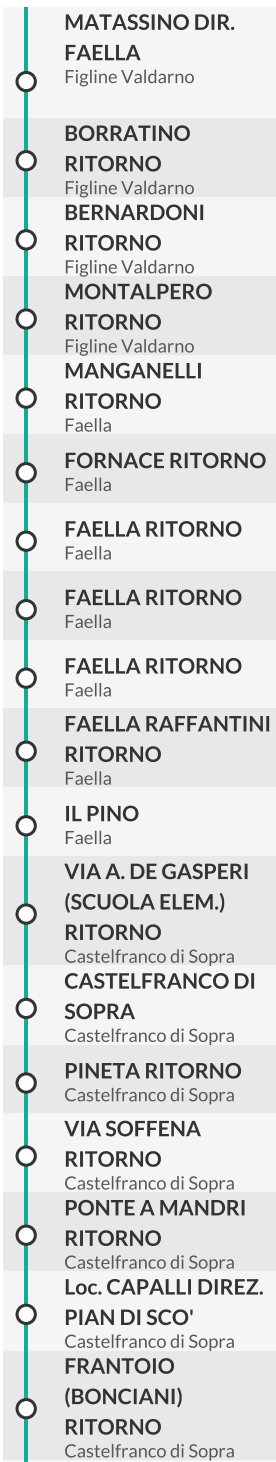 MATASSINO DIR.
FAELLA
Figline Valdarno
BORRATINO
RITORNO
Figline Valdarno
BERNARDONI
RITORNO
Figline Valdarno
MONTALPERO
RITORNO
Figline Valdarno
MANGANELLI
RITORNO
Faella
FORNACE RITORNO
Faella
FAELLA RITORNO
Faella
FAELLA RITORNO
Faella
FAELLA RITORNO
Faella
FAELLA RAFFANTINI
RITORNO
Faella
IL PINO
Faella
VIA A. DE GASPERI
(SCUOLA ELEM.)
RITORNO
Castelfranco di Sopra
CASTELFRANCO DI
SOPRA
Castelfranco di Sopra
PINETA RITORNO
Castelfranco di Sopra
VIA SOFFENA
RITORNO
Castelfranco di Sopra
PONTE A MANDRI
RITORNO
Castelfranco di Sopra
Loc. CAPALLI DIREZ.
PIAN DI SCO'
Castelfranco di Sopra
FRANTOIO
(BONCIANI)
RITORNO
Castelfranco di Sopra